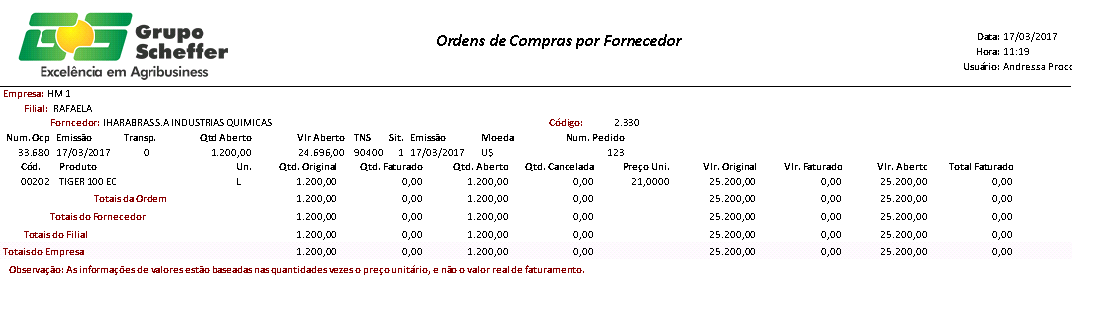 Grupo
Scheffer
Excelência em Agribusiness
Ordens de Compras por Fornecedor
Data: 17/03/2017
Hora: 11:19
Usuário: Andressa Proco
Empresa: HM 1
Filial: RAFAELA
Forncedor: IHARABRAS S.A INDUSTRIAS QUIMICAS Código: 2.330
Num. Ocp Emissão Transp. Qtd Aberto Vlr Aberto TNS Sit. Emissão Moeda Num. Pedido
33.680 17/03/2017 0 1.200,00 24.696,00 90400 1 17/03/2017 U$ 123
Cód. Produto Un. Qtd. Original Qtd. Faturado Qtd. Aberto Qtd. Cancelada Preço Uni. Vlr. Original Vlr. Faturado Vlr. Abertc Total Faturado
00202 TIGER 100 EC L 1.200,00 0,00 1.200,00 0,00 21,0000 25.200,00 0,00 25.200,00 0,00
Totais da Ordem 1.200,00 0,00 1.200,00 0,00 25.200,00 0,00 25.200,00 0,00
Totais do Fornecedor 1.200,00 0,00 1.200,00 0,00 25.200,00 0,00 25.200,00 0,00
Totais do Filial 1.200,00 0,00 1.200,00 0,00 25.200,00 0,00 25.200,00 0,00
Totais do Empresa 1.200,00 0,00 1.200,00 0,00 25.200,00 0,00 25.200,00 0,00
Observação: As informações de valores estão baseadas nas quantidades vezes o preço unitário, e não o valor real de faturamento.